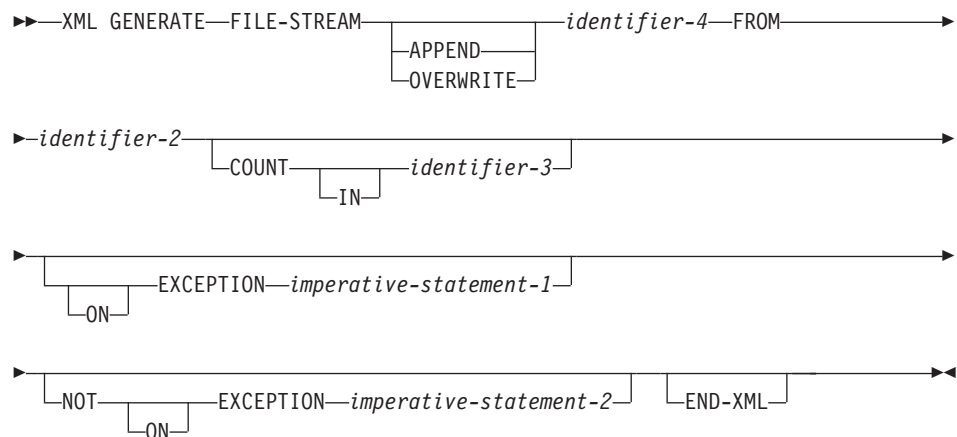 XML GENERATE FILE-STREAM identifier-4 FROM
APPEND
OVERWRITE
identifier-2
COUNT identifier-3
IN
EXCEPTION imperative-statement-1
ON
NOT EXCEPTION imperative-statement-2 END-XML
ON